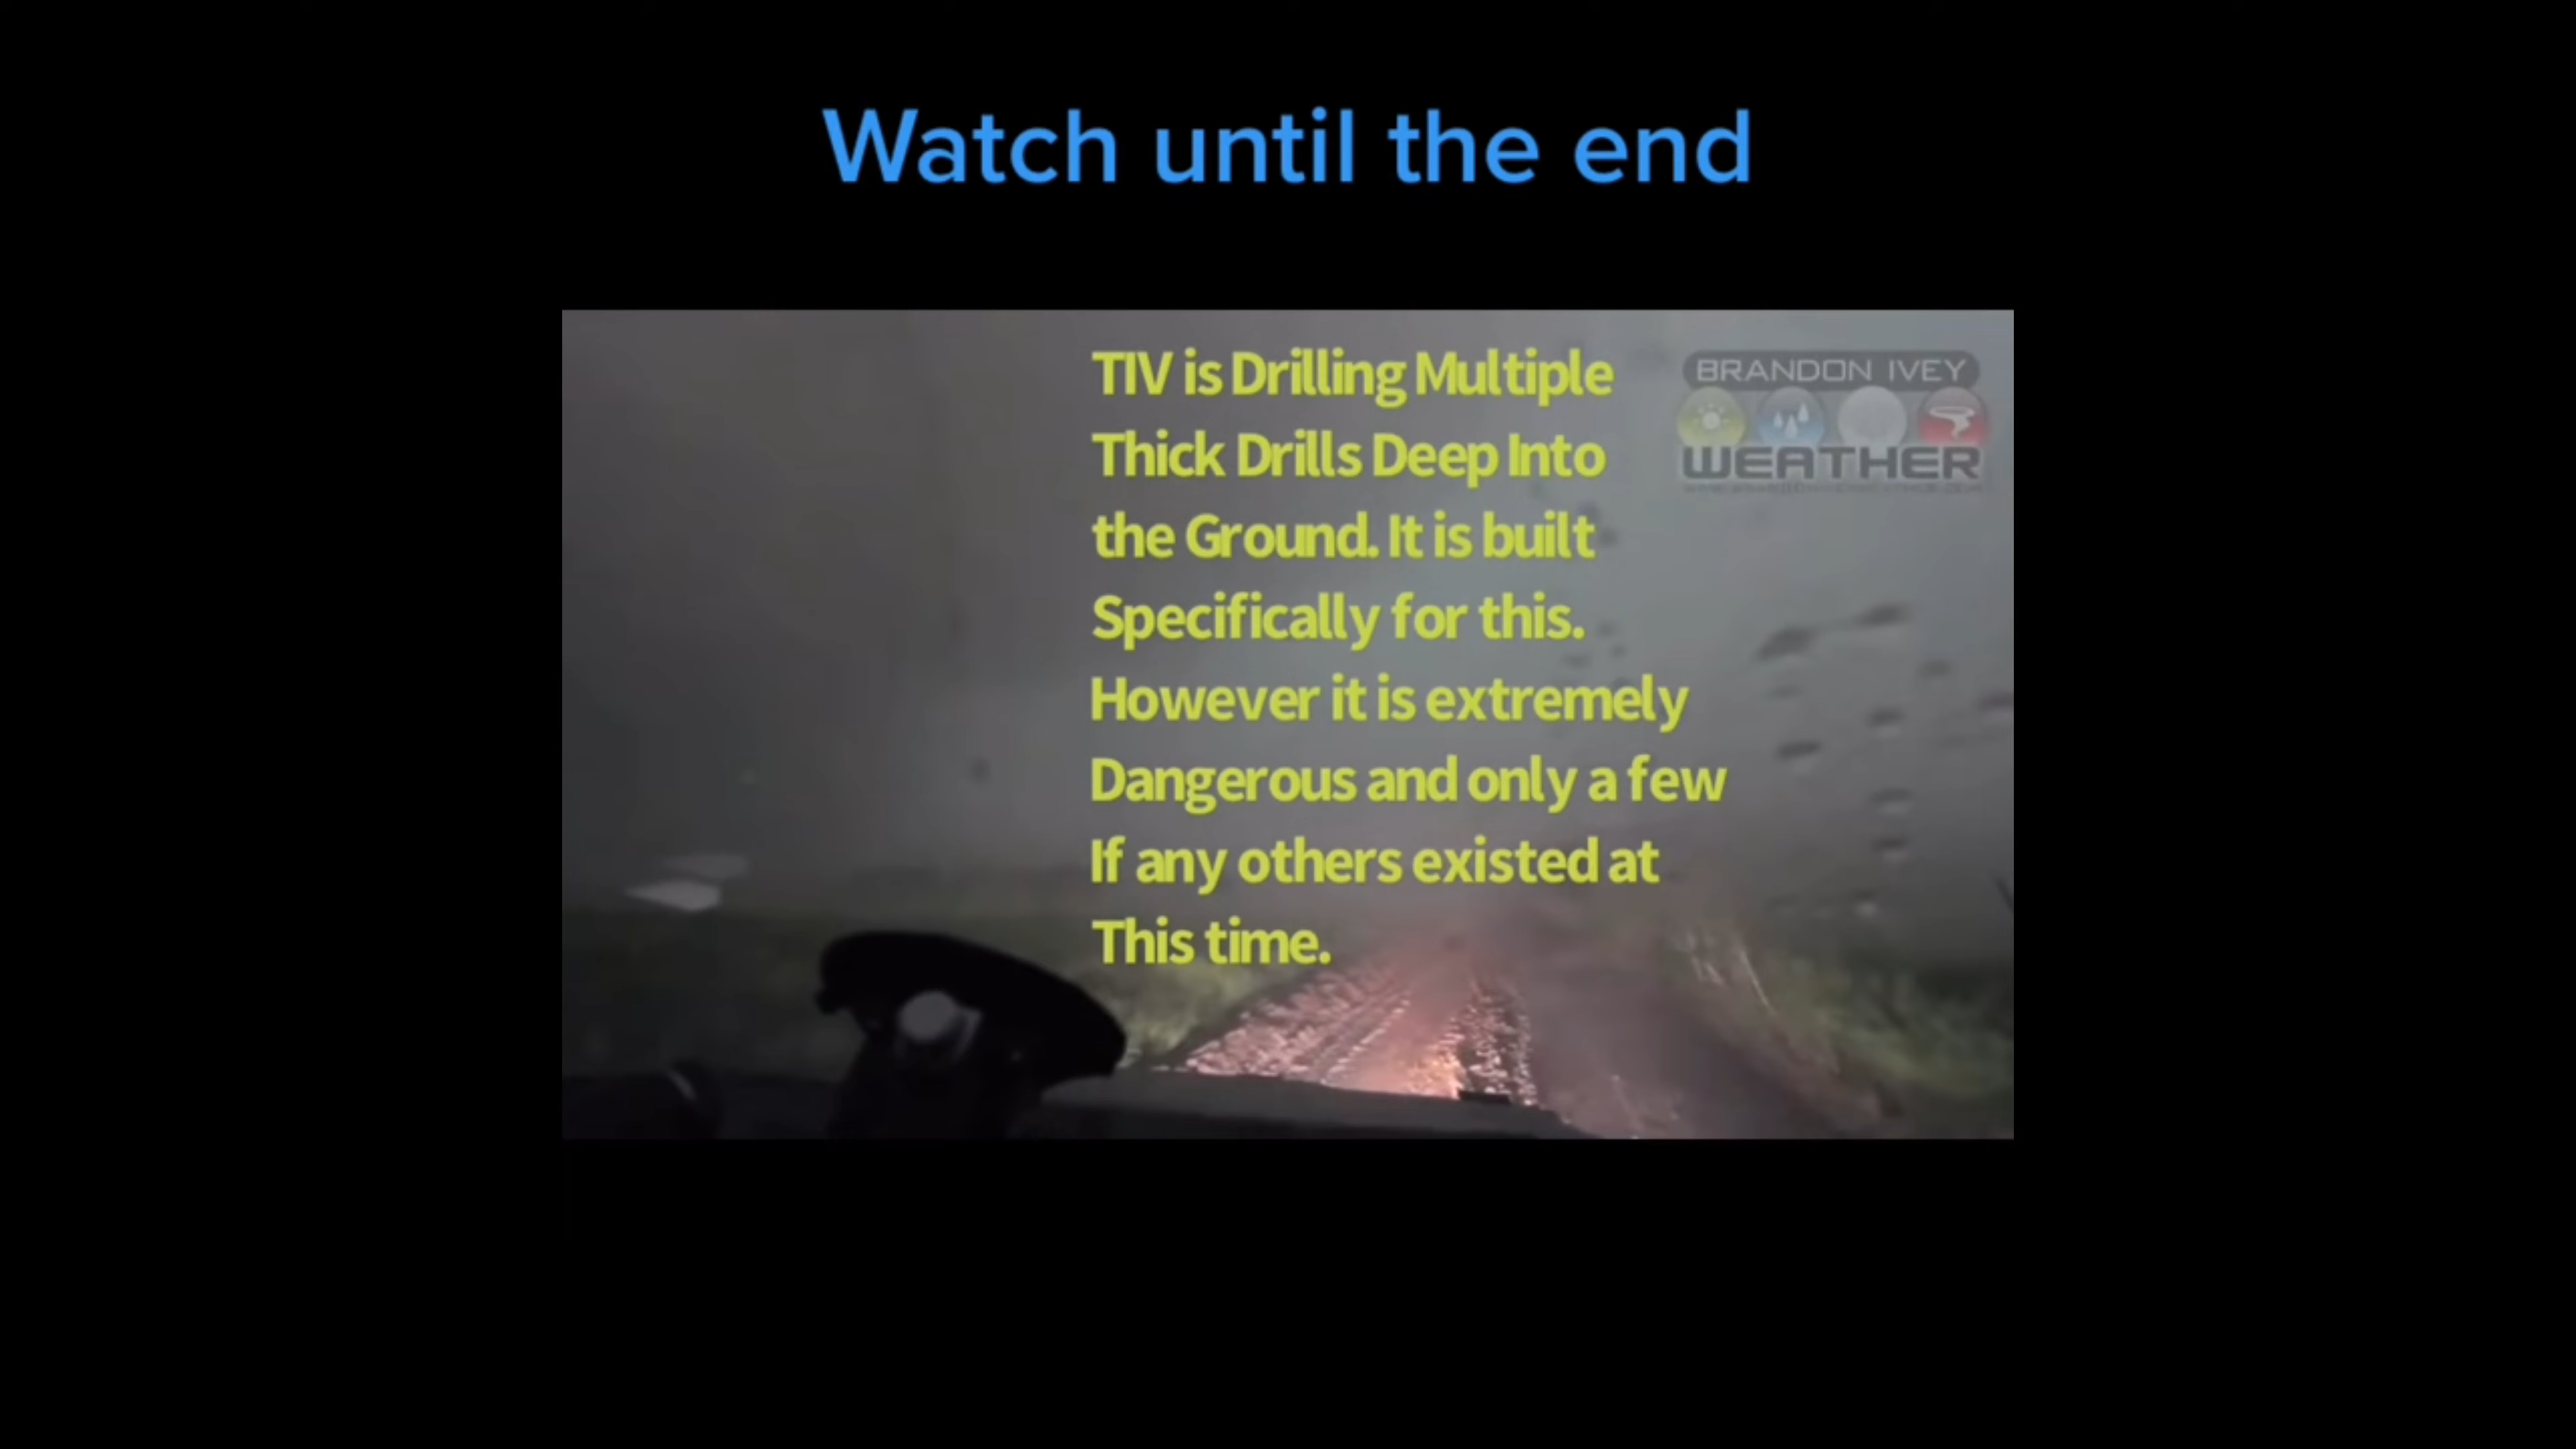 Watch until the end
TIV is Drilling Multiple
Thick Drills Deep Into
the Ground. It is built
Specifically for this.
However it is extremely
Dangerous and only a few
If any others existed at
This time.
BRANDON IVEY
WEATHER